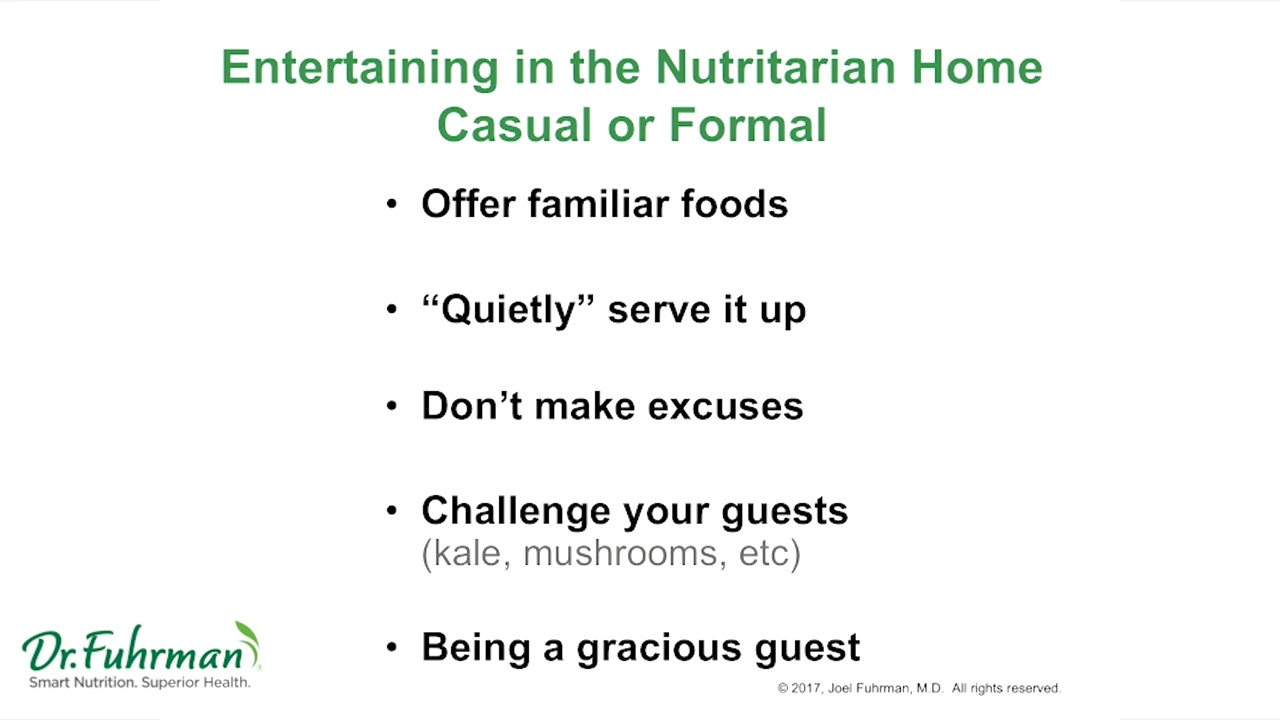 Entertaining in the Nutritarian Home
Casual or Formal
• Offer familiar foods
• “Quietly” serve it up
• Don’t make excuses
• Challenge your guests
(kale, mushrooms, etc)
• Being a gracious guest
Dr.Fuhrman
Smart Nutrition. Superior Health.
© 2017, Joel Fuhrman, M.D. All rights reserved.